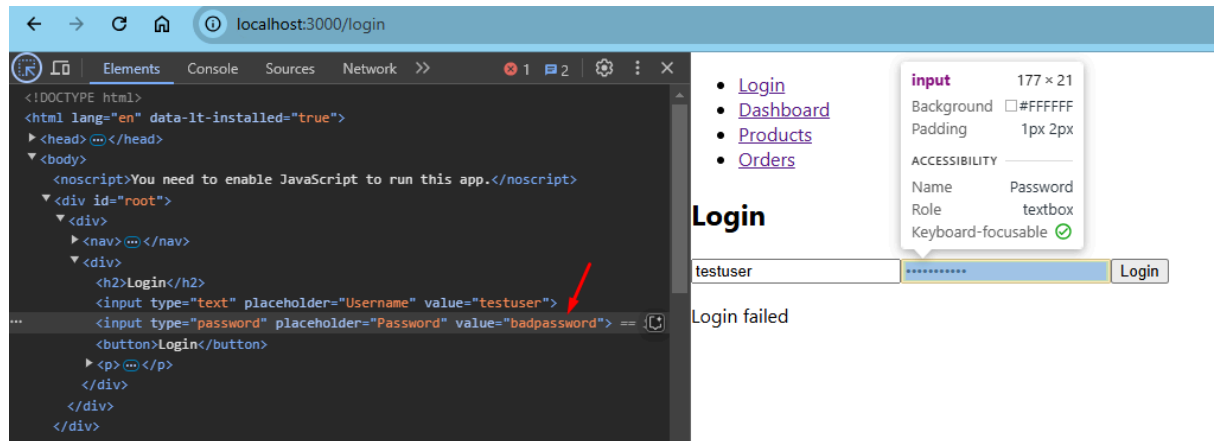 localhost:3000/login
Elements Console Sources Network 1 2
<!DOCTYPE html>
<html lang="en" data-lt-installed="true">
<head> </head>
<body>
<noscript>You need to enable JavaScript to run this app.</noscript>
<div id="root">
<div>
<nav> </nav>
<div>
<h2>Login</h2>
<input type="text" placeholder="Username" value="testuser">
<input type="password" placeholder="Password" value="badpassword"> ==
<button>Login</button>
<p> </p>
</div>
</div>
</div>
Login
Dashboard
Products
Orders
input 177 × 21
Background #FFFFFF
Padding 1px 2px
ACCESSIBILITY
Name Password
Role textbox
Keyboard-focusable
Login
testuser ••••••••••• Login
Login failed